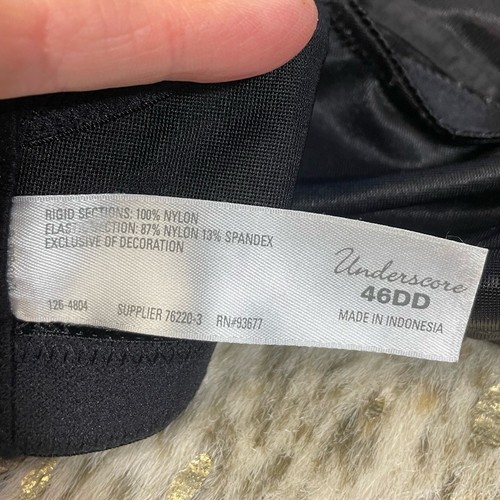 RIGID SECTIONS: 100% NYLON
ELASTIC SECTION: 87% NYLON 13% SPANDEX
EXCLUSIVE OF DECORATION
126-4804 SUPPLIER 76220-3 RN#93677
Underscore
46DD
MADE IN INDONESIA